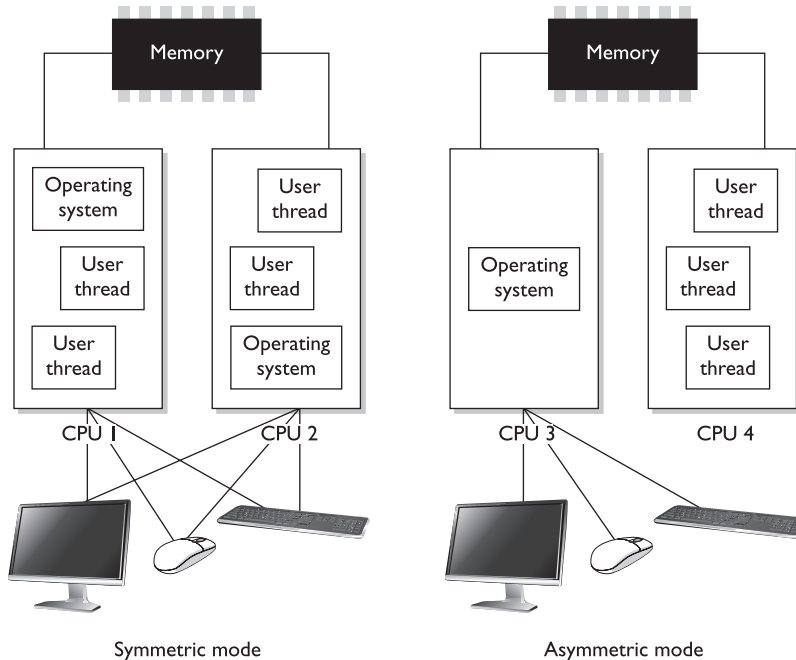 Memory
Operating
system
User
thread
User
thread
CPU 1
User
thread
User
thread
Operating
system
CPU 2
Symmetric mode
Memory
Operating
system
CPU 3
User
thread
User
thread
User
thread
CPU 4
Asymmetric mode